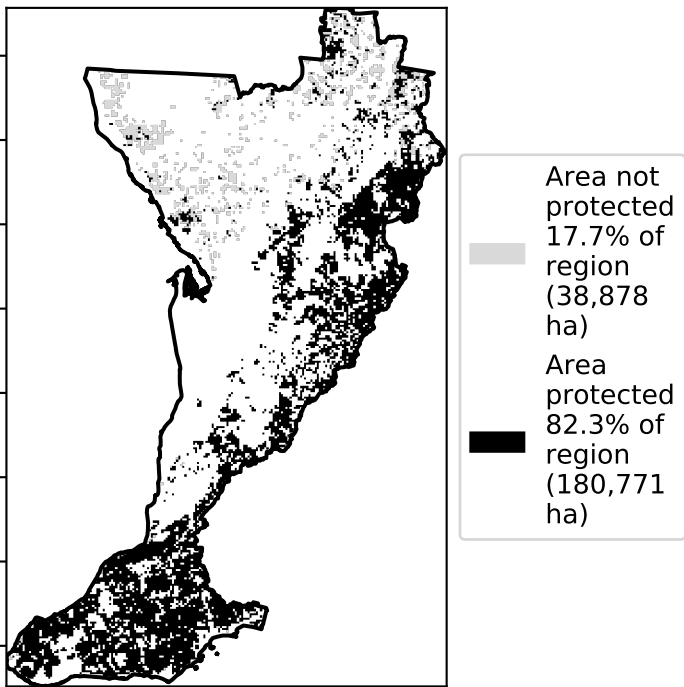 Area not
protected
17.7% of
region
(38,878
ha)
Area
protected
82.3% of
region
(180,771
ha)